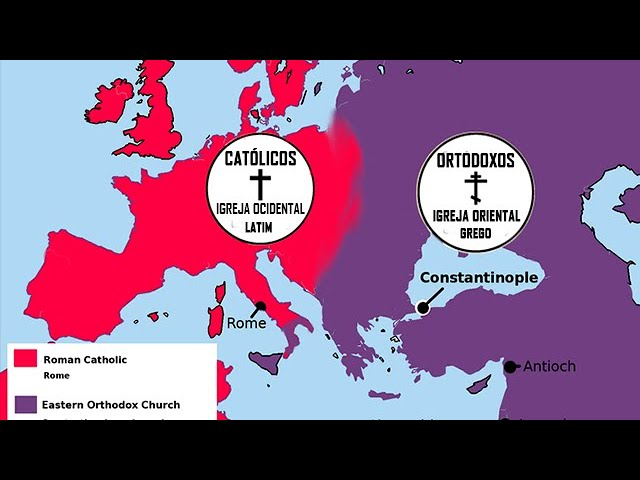 CATÓLICOS
IGREJA OCIDENTAL
LATIM
ORTODOXOS
IGREJA ORIENTAL
GREGO
Constantinople
Rome
Antioch
Roman Catholic
Rome
Eastern Orthodox Church